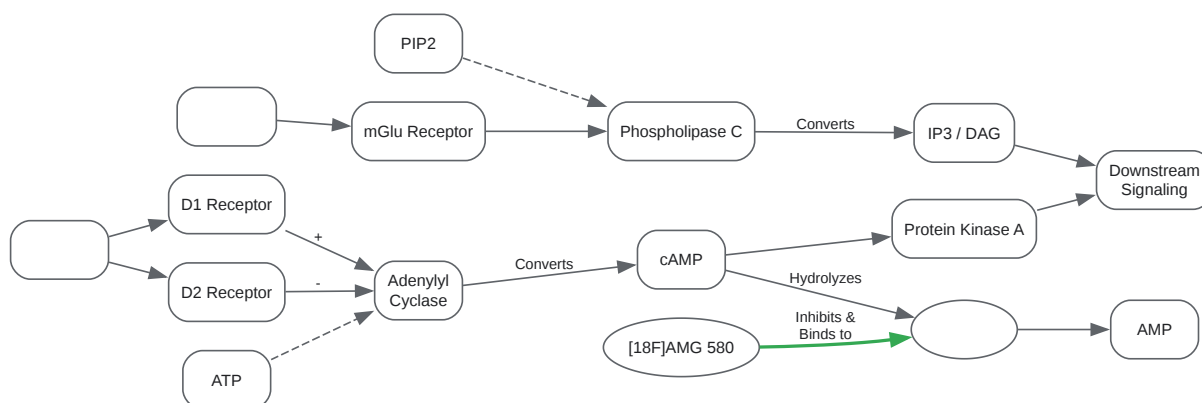 PIP2
mGlu Receptor
Phospholipase C
Converts
IP3 / DAG
Downstream
Signaling
D1 Receptor
+
D2 Receptor
-
Adenylyl
Cyclase
ATP
Converts
cAMP
Protein Kinase A
Hydrolyzes
Inhibits &
Binds to
[18F]AMG 580
AMP